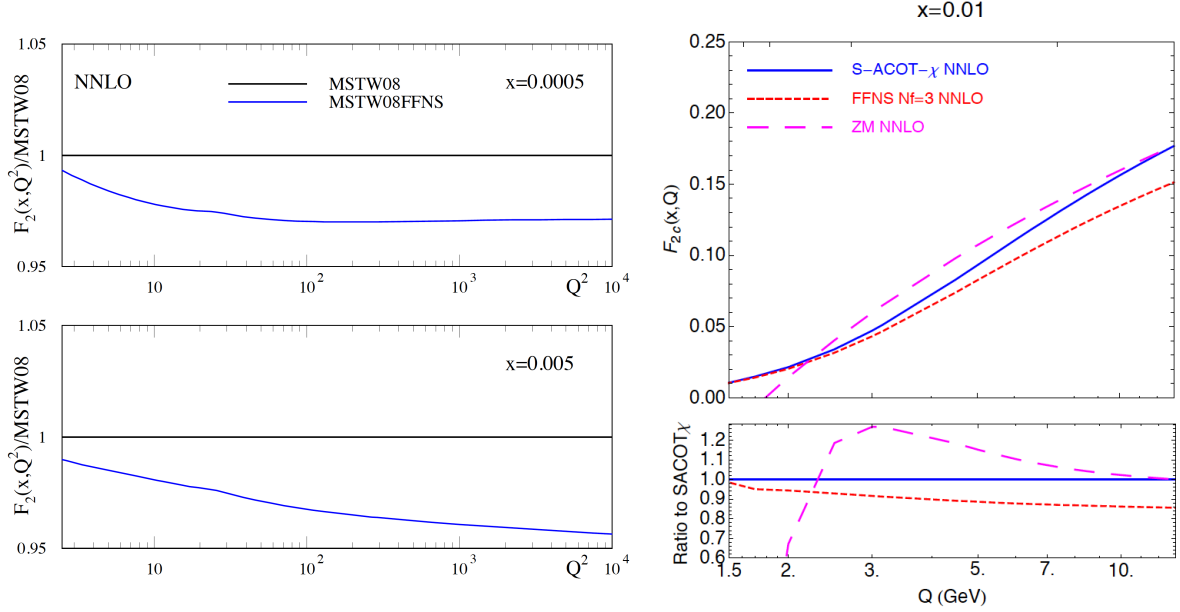 1.05
NNLO
MSTW08
MSTW08FFNS
x=0.0005
1
0.95
F2(x,Q²)/MSTW08
10
10²
10³
Q²
10⁴
1.05
x=0.005
1
0.95
F2(x,Q²)/MSTW08
10
10²
10³
Q²
10⁴
x=0.01
0.25
0.20
0.15
0.10
0.05
0.00
F2c(x,Q)
S-ACOT-χ NNLO
FFNS Nf=3 NNLO
ZM NNLO
1.2
1.1
1.0
0.9
0.8
0.7
0.6
Ratio to SACOTχ
1.5
2.
3.
5.
7.
10.
Q (GeV)